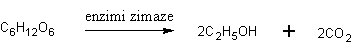 enzimi zimaze
C₆H₁₂O₆ ⟶ 2C₂H₅OH + 2CO₂